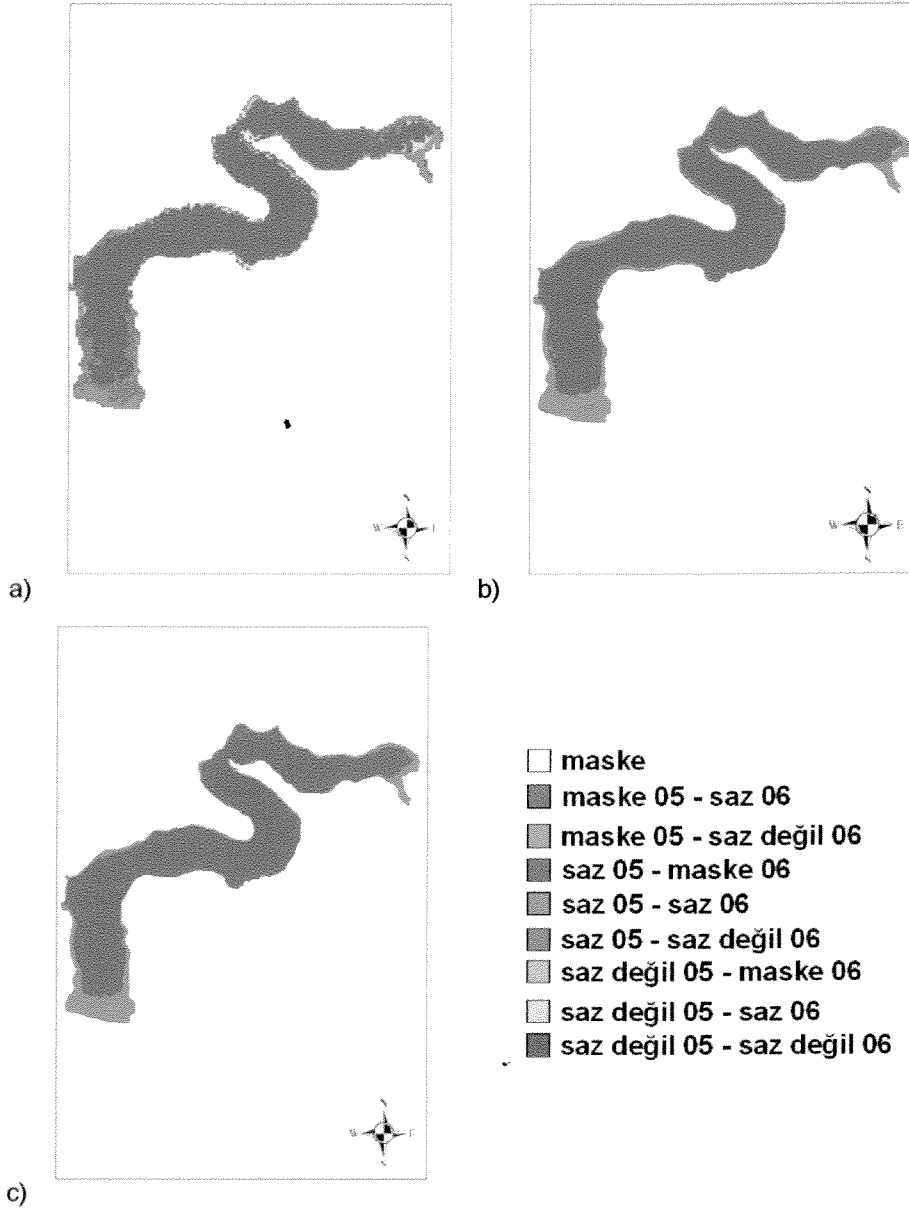 N
W
S
N
W E
S
a)
b)
maske
maske 05 - saz 06
maske 05 - saz değil 06
saz 05 - maske 06
saz 05 - saz 06
saz 05 - saz değil 06
saz değil 05 - maske 06
saz değil 05 - saz 06
saz değil 05 - saz değil 06
N
W
S
c)